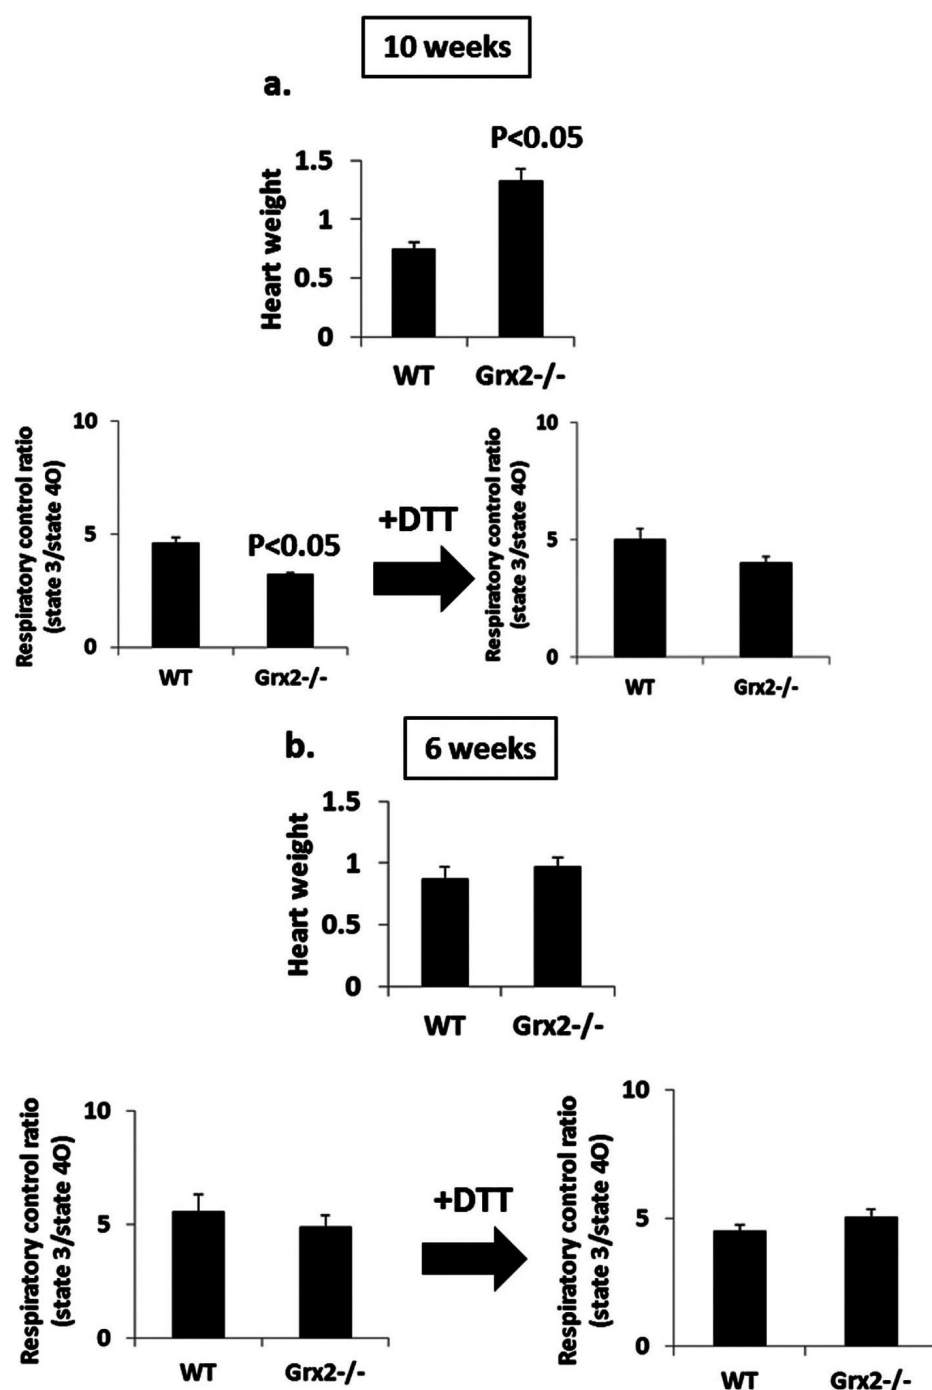 10 weeks
a.
P<0.05
Heart weight
1.5
1
0.5
0
WT Grx2-/-
Respiratory control ratio
(state 3/state 4O)
10
5
0
P<0.05
WT Grx2-/-
+DTT
Respiratory control ratio
(state 3/state 4O)
10
5
0
WT Grx2-/-
b.
6 weeks
Heart weight
1.5
1
0.5
0
WT Grx2-/-
Respiratory control ratio
(state 3/state 4O)
10
5
0
WT Grx2-/-
+DTT
Respiratory control ratio
(state 3/state 4O)
10
5
0
WT Grx2-/-